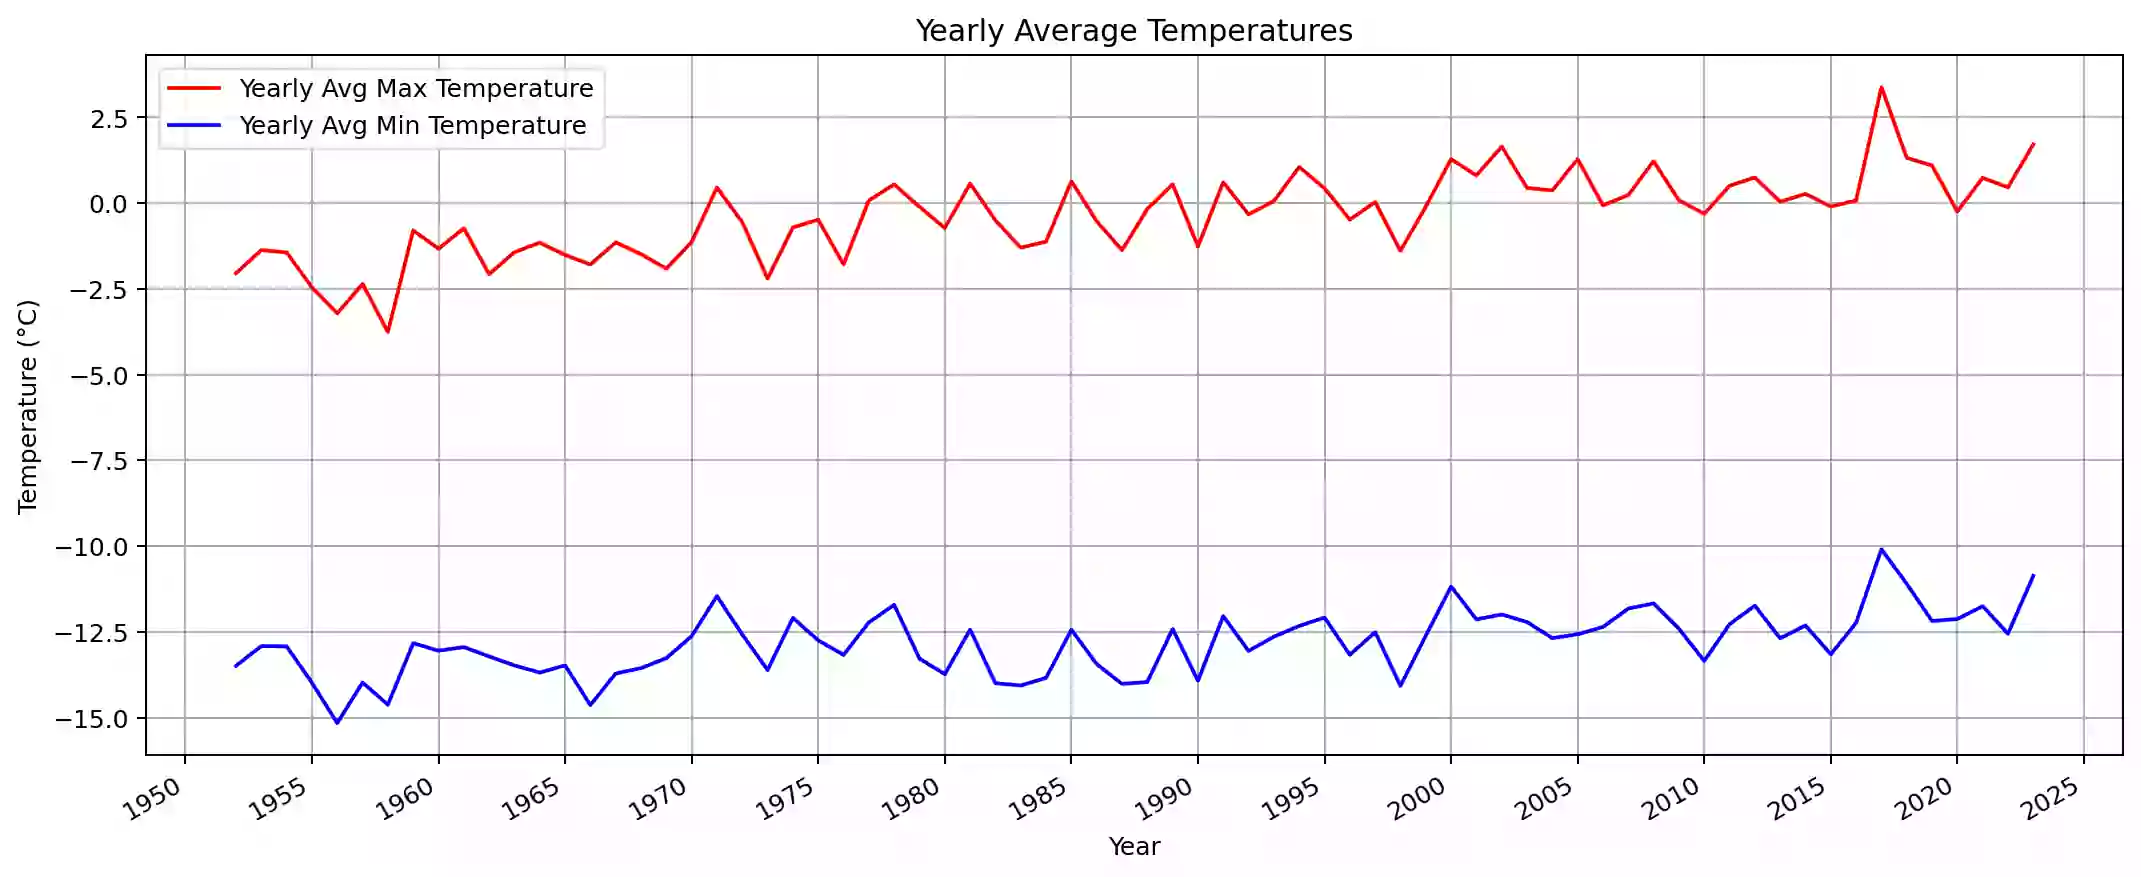 Yearly Average Temperatures
Yearly Avg Max Temperature
Yearly Avg Min Temperature
2.5
0.0
−2.5
−5.0
−7.5
−10.0
−12.5
−15.0
Temperature (°C)
1950 1955 1960 1965 1970 1975 1980 1985 1990 1995 2000 2005 2010 2015 2020 2025
Year